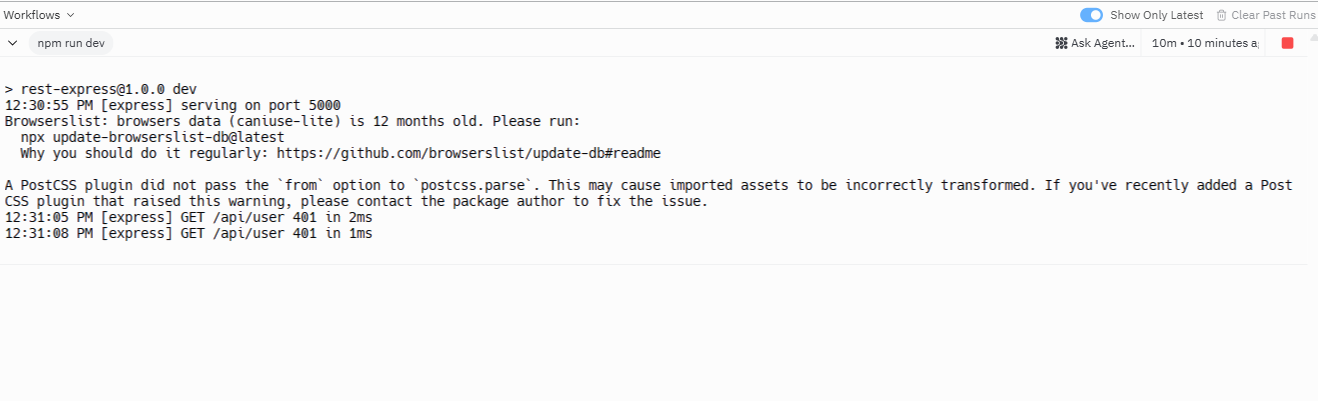 Workflows
Show Only Latest
Clear Past Runs
npm run dev
Ask Agent...
10m • 10 minutes a
> rest-express@1.0.0 dev
12:30:55 PM [express] serving on port 5000
Browserslist: browsers data (caniuse-lite) is 12 months old. Please run:
  npx update-browserslist-db@latest
  Why you should do it regularly: https://github.com/browserslist/update-db#readme
A PostCSS plugin did not pass the `from` option to `postcss.parse`. This may cause imported assets to be incorrectly transformed. If you've recently added a Post
CSS plugin that raised this warning, please contact the package author to fix the issue.
12:31:05 PM [express] GET /api/user 401 in 2ms
12:31:08 PM [express] GET /api/user 401 in 1ms